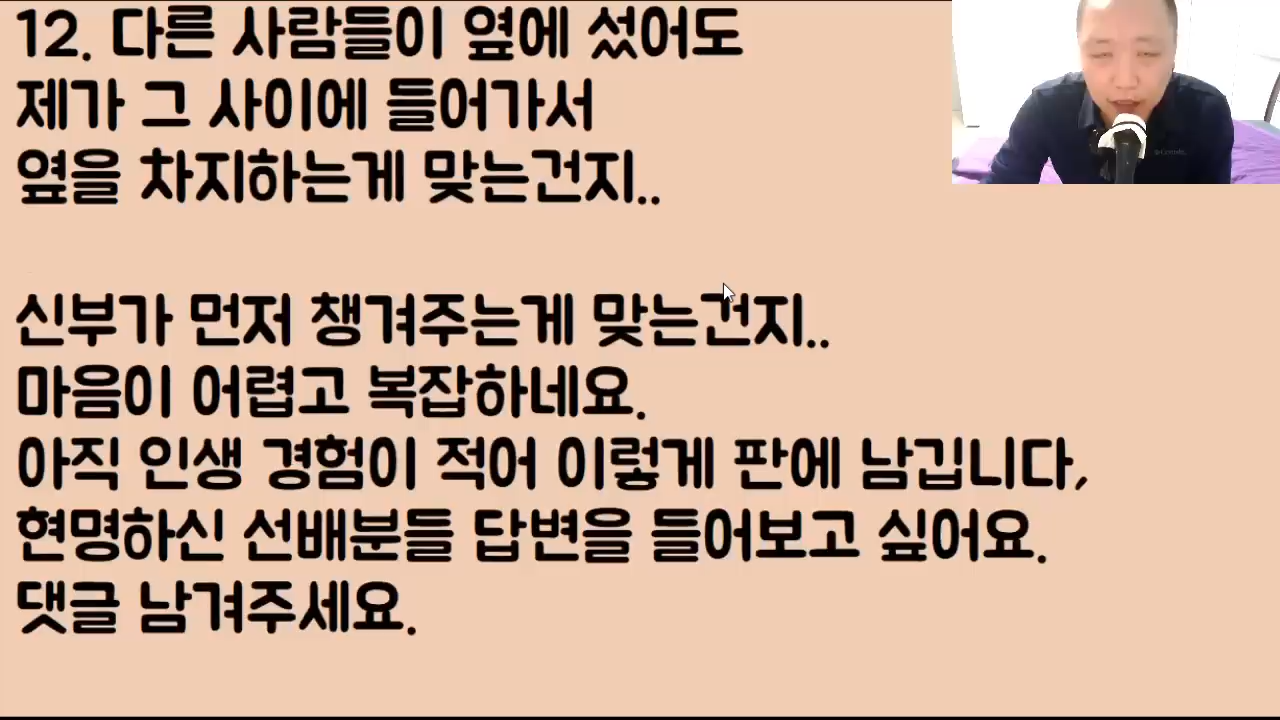 12. 다른 사람들이 옆에 섰어도
제가 그 사이에 들어가서
옆을 차지하는게 맞는건지..
신부가 먼저 챙겨주는게 맞는건지..
마음이 어렵고 복잡하네요.
아직 인생 경험이 적어 이렇게 판에 남깁니다,
현명하신 선배분들 답변을 들어보고 싶어요.
댓글 남겨주세요.